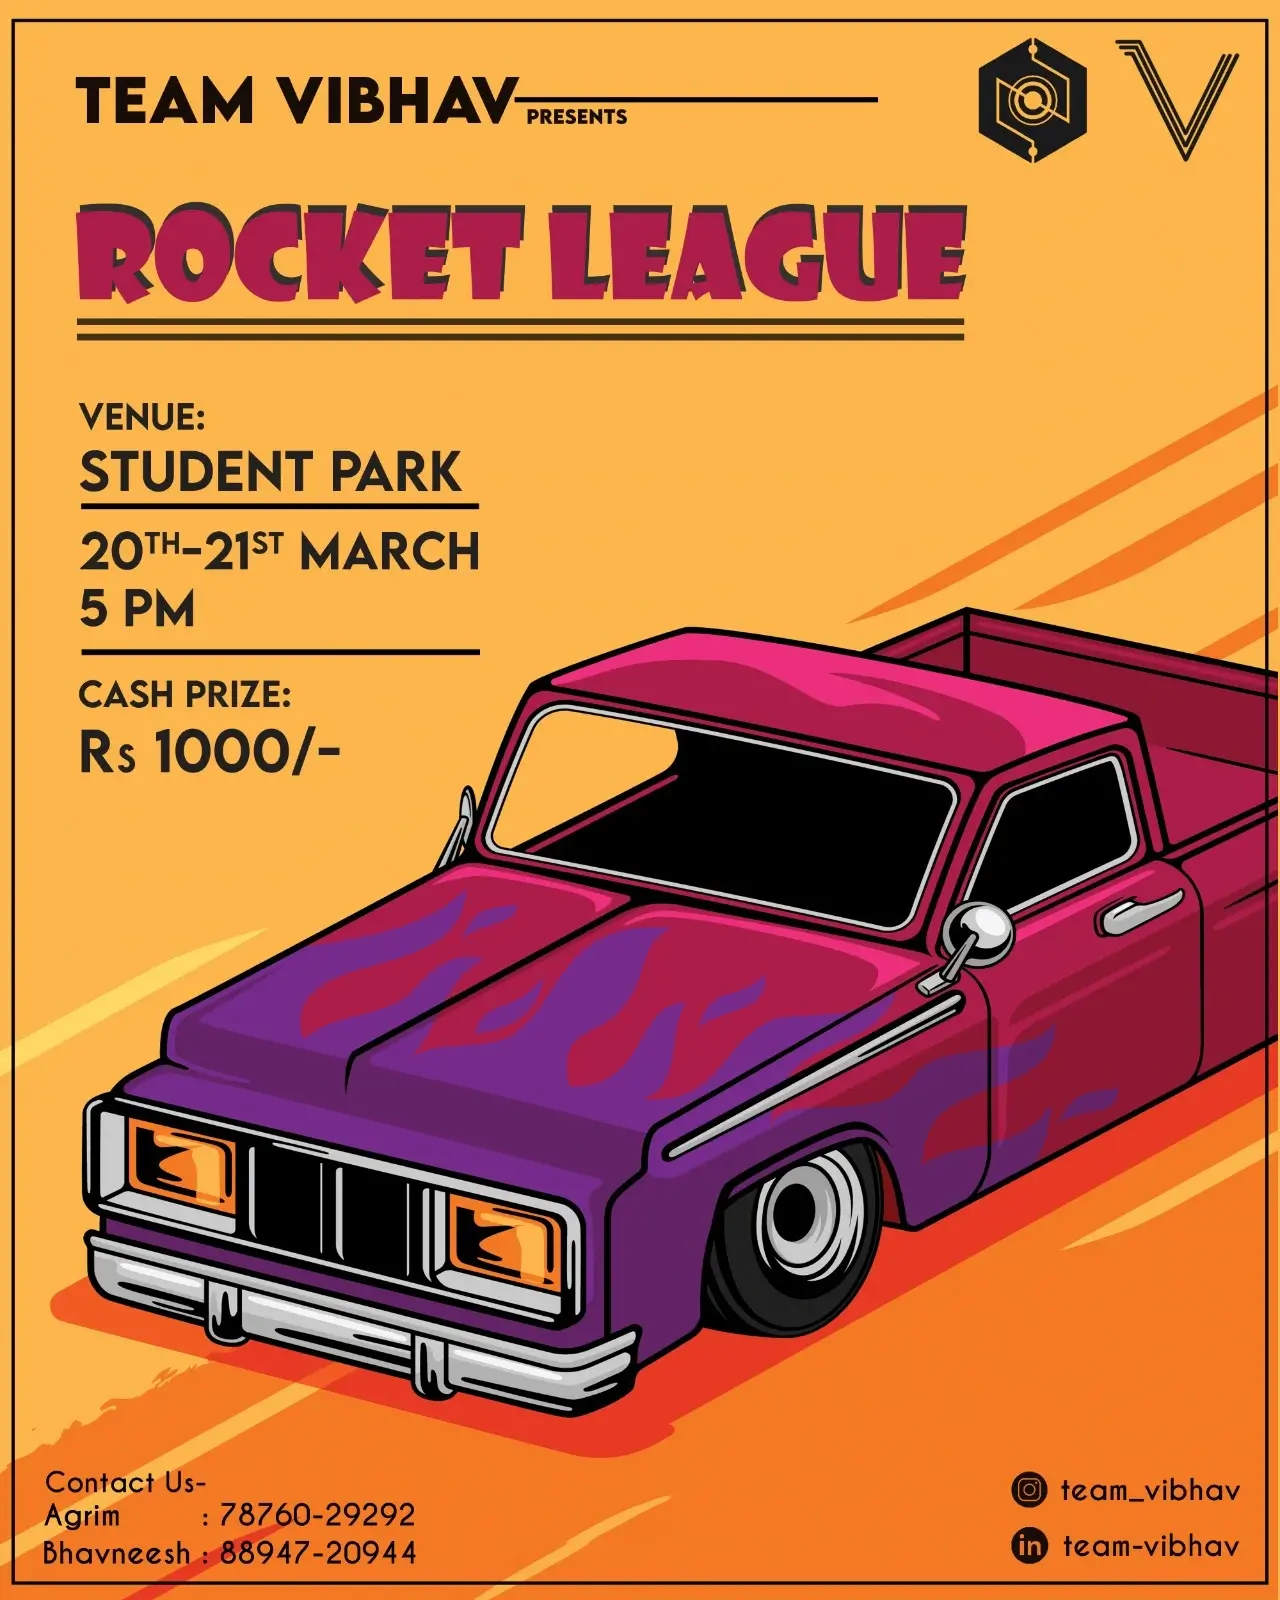 TEAM VIBHAV
PRESENTS
ROCKET LEAGUE
VENUE:
STUDENT PARK
20TH-21ST MARCH
5 PM
CASH PRIZE:
Rs 1000/-
Contact Us-
Agrim : 78760-29292
Bhavneesh : 88947-20944
team_vibhav
team-vibhav